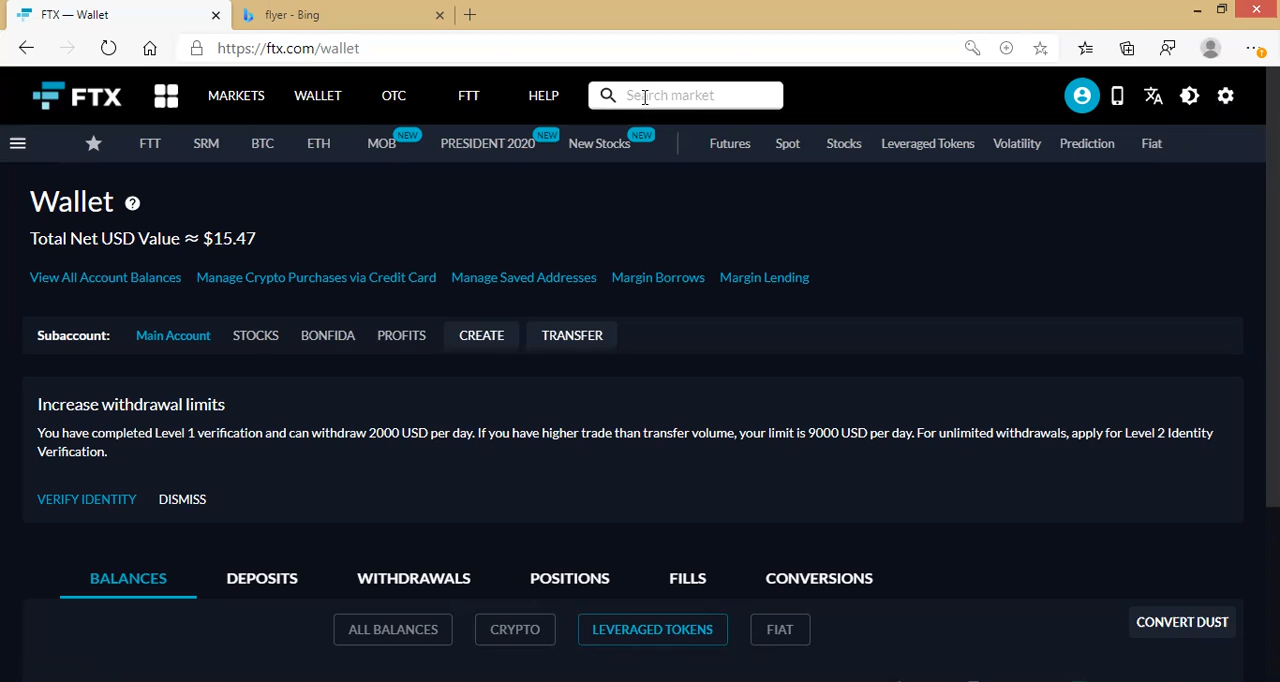 FTX — Wallet
flyer - Bing
https://ftx.com/wallet
FTX MARKETS WALLET OTC FTT HELP Search market
FTT SRM BTC ETH MOB NEW PRESIDENT 2020 NEW New Stocks NEW Futures Spot Stocks Leveraged Tokens Volatility Prediction Fiat
Wallet ?
Total Net USD Value ≈ $15.47
View All Account Balances Manage Crypto Purchases via Credit Card Manage Saved Addresses Margin Borrows Margin Lending
Subaccount: Main Account STOCKS BONFIDA PROFITS CREATE TRANSFER
Increase withdrawal limits
You have completed Level 1 verification and can withdraw 2000 USD per day. If you have higher trade than transfer volume, your limit is 9000 USD per day. For unlimited withdrawals, apply for Level 2 Identity
Verification.
VERIFY IDENTITY DISMISS
BALANCES DEPOSITS WITHDRAWALS POSITIONS FILLS CONVERSIONS
ALL BALANCES CRYPTO LEVERAGED TOKENS FIAT CONVERT DUST